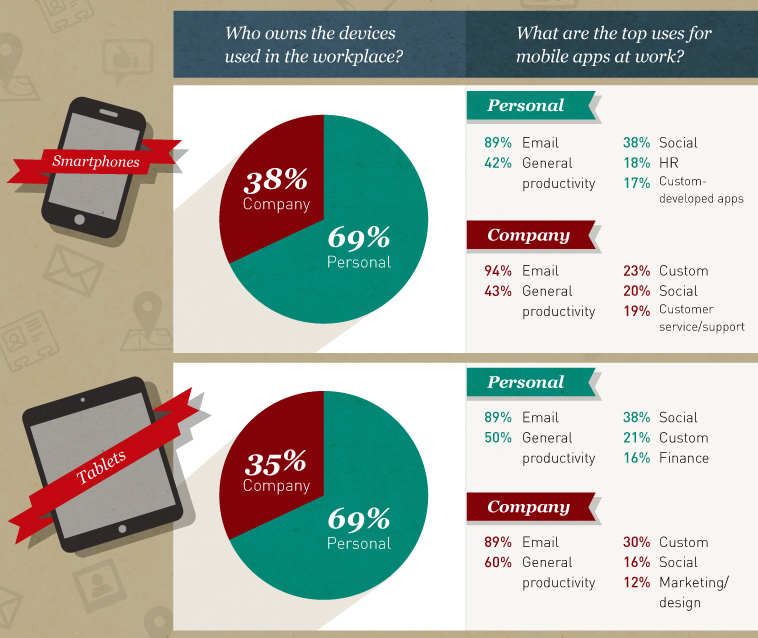 Who owns the devices
used in the workplace?
What are the top uses for
mobile apps at work?
Smartphones
38%
Company
69%
Personal
Personal
89% Email
42% General
productivity
38% Social
18% HR
17% Custom-
developed apps
Company
94% Email
43% General
productivity
23% Custom
20% Social
19% Customer
service/support
Tablets
35%
Company
69%
Personal
Personal
89% Email
50% General
productivity
38% Social
21% Custom
16% Finance
Company
89% Email
60% General
productivity
30% Custom
16% Social
12% Marketing/
design